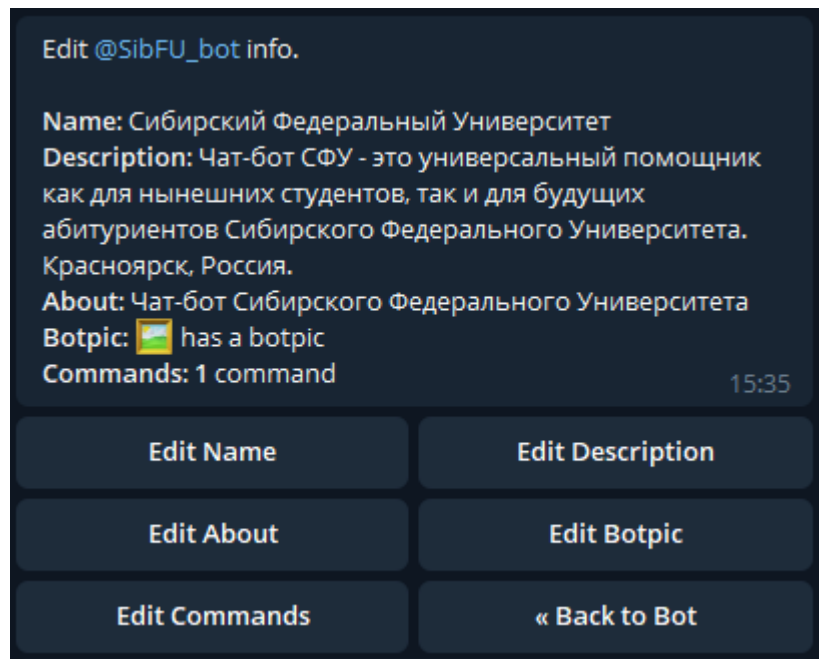 Edit @SibFU_bot info.
Name: Сибирский Федеральный Университет
Description: Чат-бот СФУ - это универсальный помощник
как для нынешних студентов, так и для будущих
абитуриентов Сибирского Федерального Университета.
Красноярск, Россия.
About: Чат-бот Сибирского Федерального Университета
Botpic: 🖼 has a botpic
Commands: 1 command
15:35
Edit Name
Edit Description
Edit About
Edit Botpic
Edit Commands
« Back to Bot